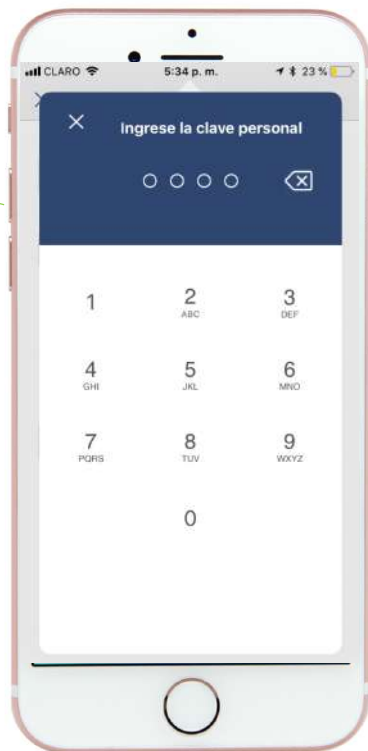 CLARO 5:34 p. m. 23 %
Ingrese la clave personal
1 2 3
ABC DEF
4 5 6
GHI JKL MNO
7 8 9
PQRS TUV WXYZ
0